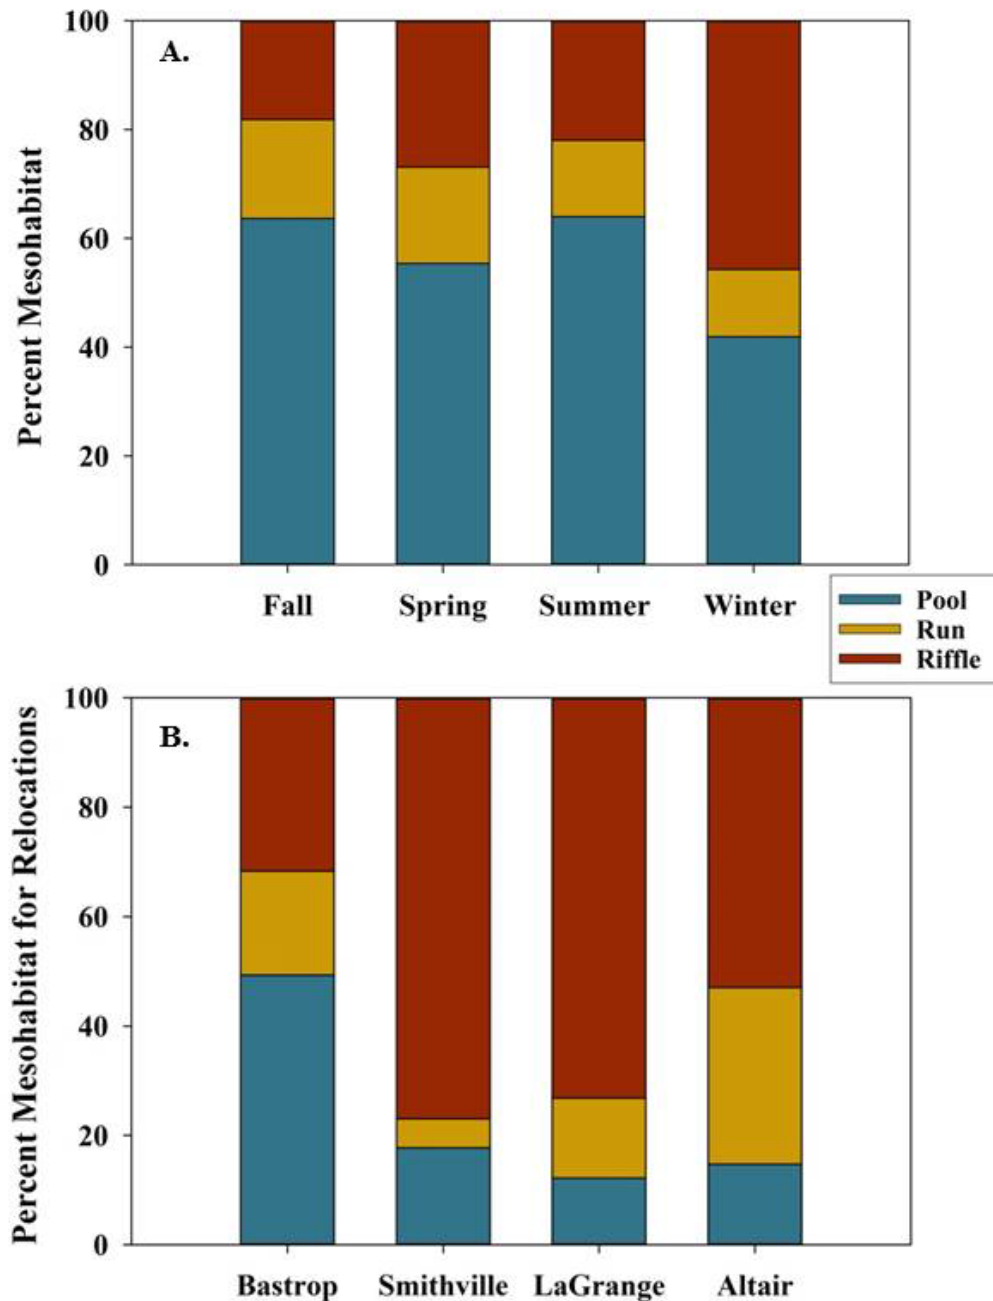 A.
Percent Mesohabitat
100
80
60
40
20
0
Fall Spring Summer Winter
Pool
Run
Riffle
B.
Percent Mesohabitat for Relocations
100
80
60
40
20
0
Bastrop Smithville LaGrange Altair